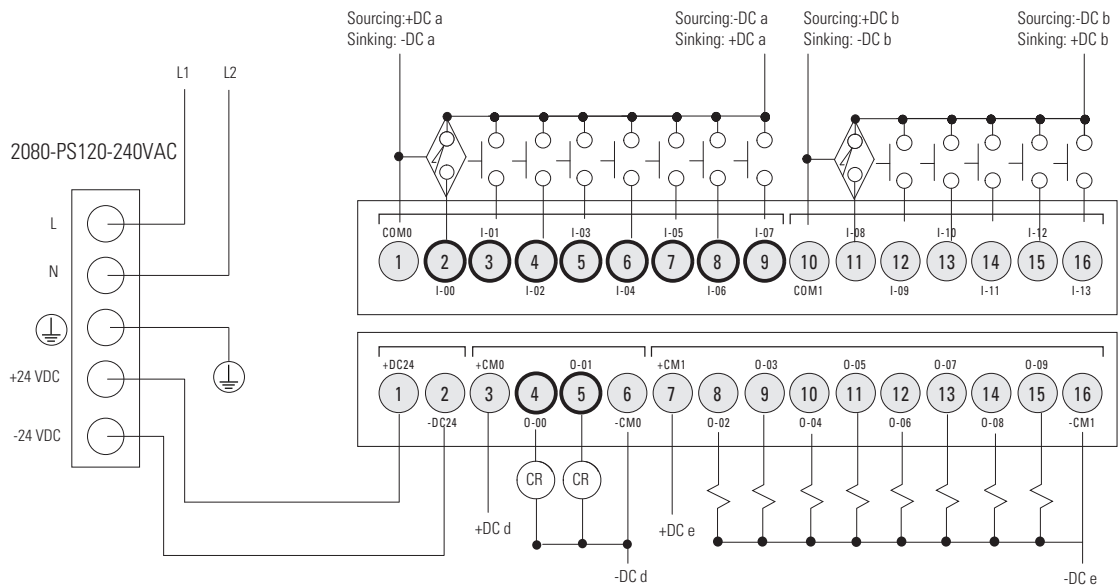 Sourcing:+DC a
Sinking: -DC a
Sourcing:-DC a
Sinking: +DC a
Sourcing:+DC b
Sinking: -DC b
Sourcing:-DC b
Sinking: +DC b
L1 L2
2080-PS120-240VAC
L
N
+24 VDC
-24 VDC
COM0 I-01 I-03 I-05 I-07 I-08 I-10 I-12
1 2 3 4 5 6 7 8 9 10 11 12 13 14 15 16
I-00 I-02 I-04 I-06 COM1 I-09 I-11 I-13
+DC24 +CM0 O-01 +CM1 O-03 O-05 O-07 O-09
1 2 3 4 5 6 7 8 9 10 11 12 13 14 15 16
-DC24 O-00 -CM0 O-02 O-04 O-06 O-08 -CM1
CR CR
+DC d +DC e
-DC d -DC e